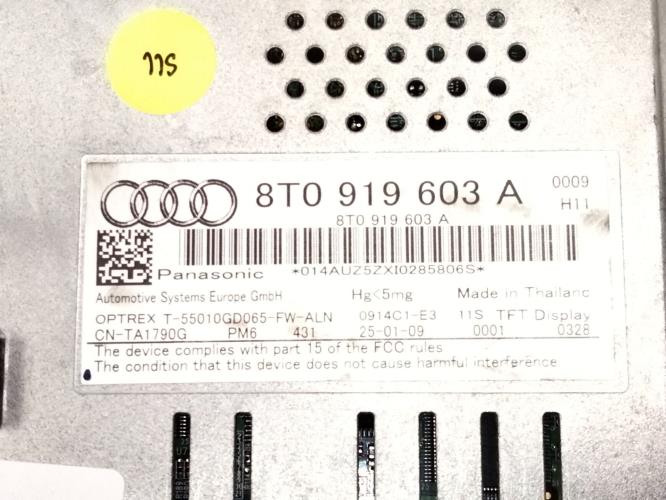 11S
8T0 919 603 A
0009
H11
8T0 919 603 A
*014AUZ5ZXI0285806S*
Panasonic
Automotive Systems Europe GmbH Hg<5mg Made in Thailand
OPTREX T-55010GD065-FW-ALN 0914C1-E3 11S TFT Display
CN-TA1790G PM6 431 25-01-09 0001 0328
The device complies with part 15 of the FCC rules
The condition that this device does not cause harmful interference